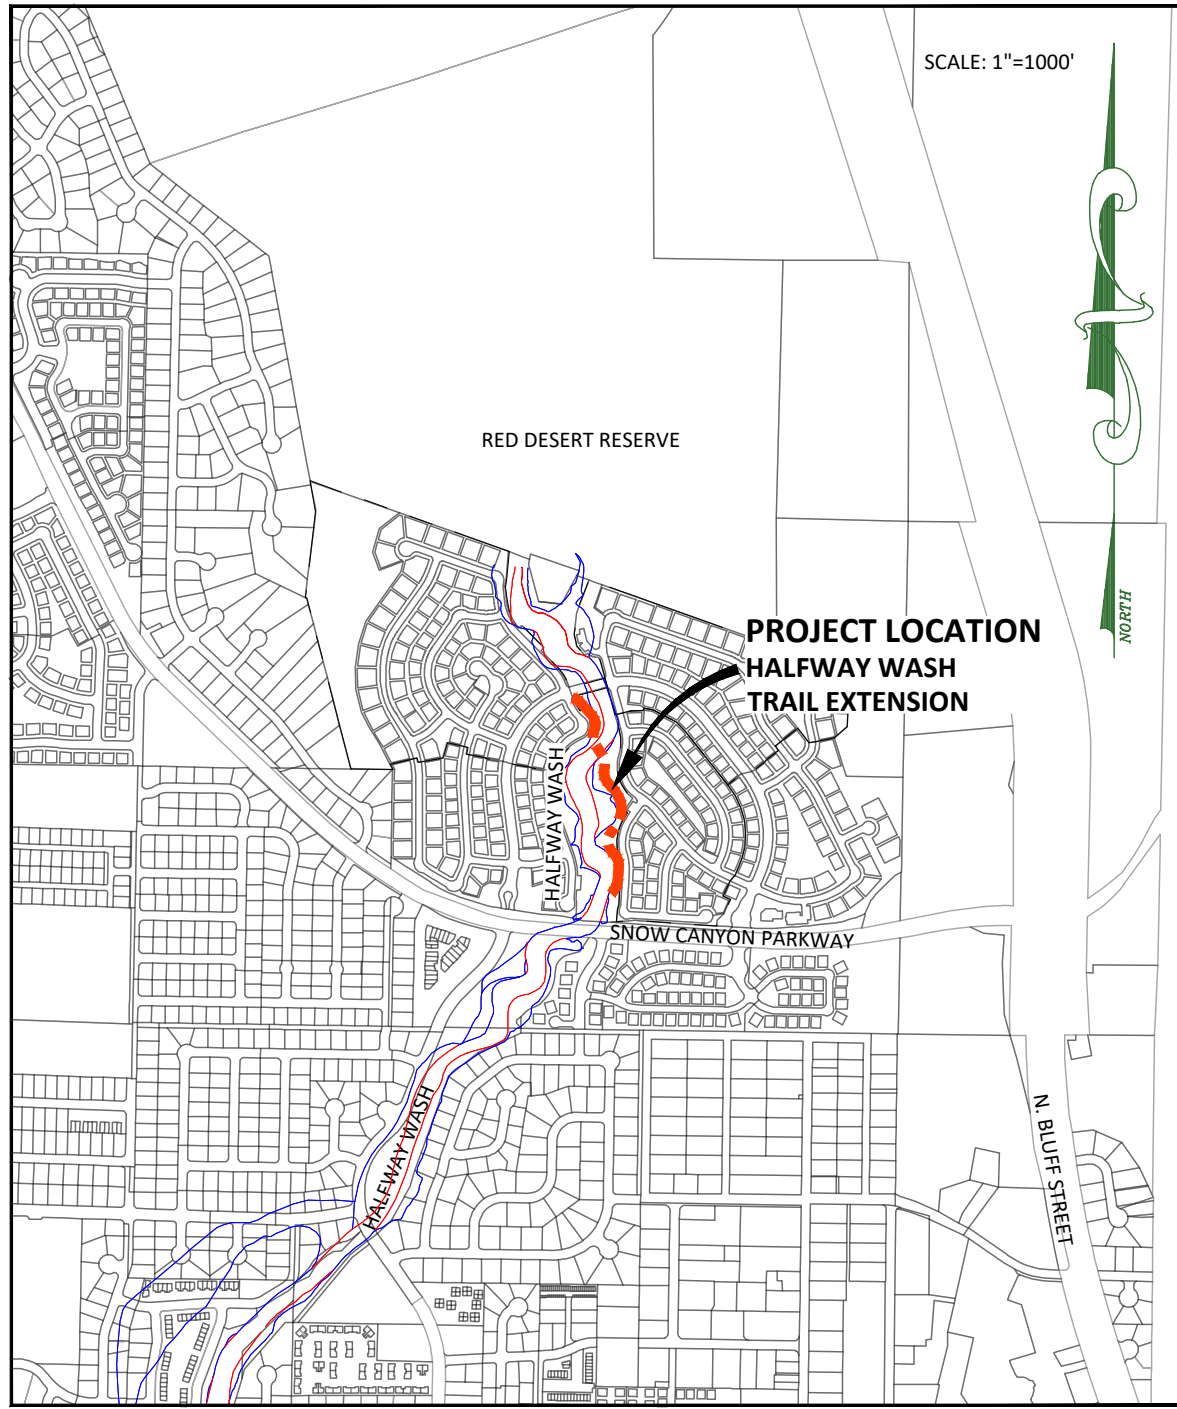 SCALE: 1"=1000'
RED DESERT RESERVE
NORTH
PROJECT LOCATION
HALFWAY WASH
TRAIL EXTENSION
HALFWAY WASH
SNOW CANYON PARKWAY
HALFWAY WASH
N. BLUFF STREET